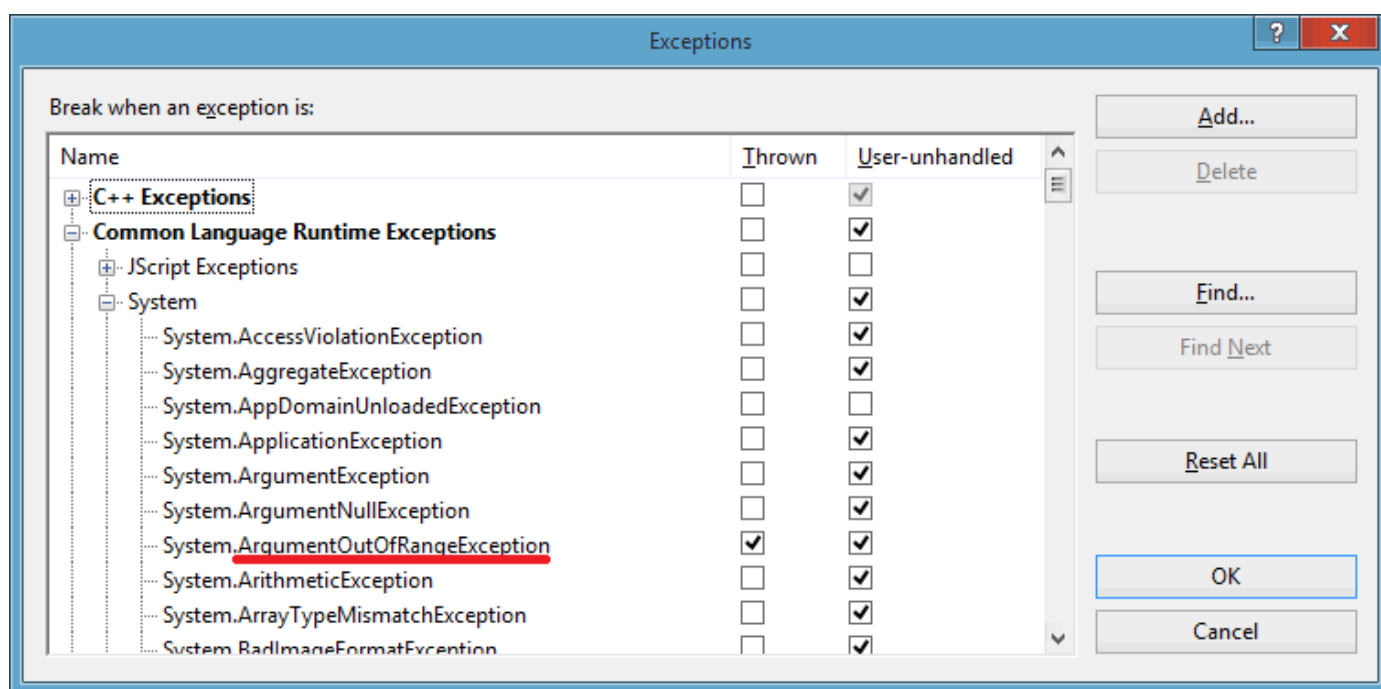 Exceptions
Break when an exception is:
Add...
Name Thrown User-unhandled
Delete
C++ Exceptions
Common Language Runtime Exceptions
JScript Exceptions
System
Find...
System.AccessViolationException
Find Next
System.AggregateException
System.AppDomainUnloadedException
System.ApplicationException
Reset All
System.ArgumentException
System.ArgumentNullException
System.ArgumentOutOfRangeException
System.ArithmeticException
OK
System.ArrayTypeMismatchException
Cancel
System.BadImageFormatException